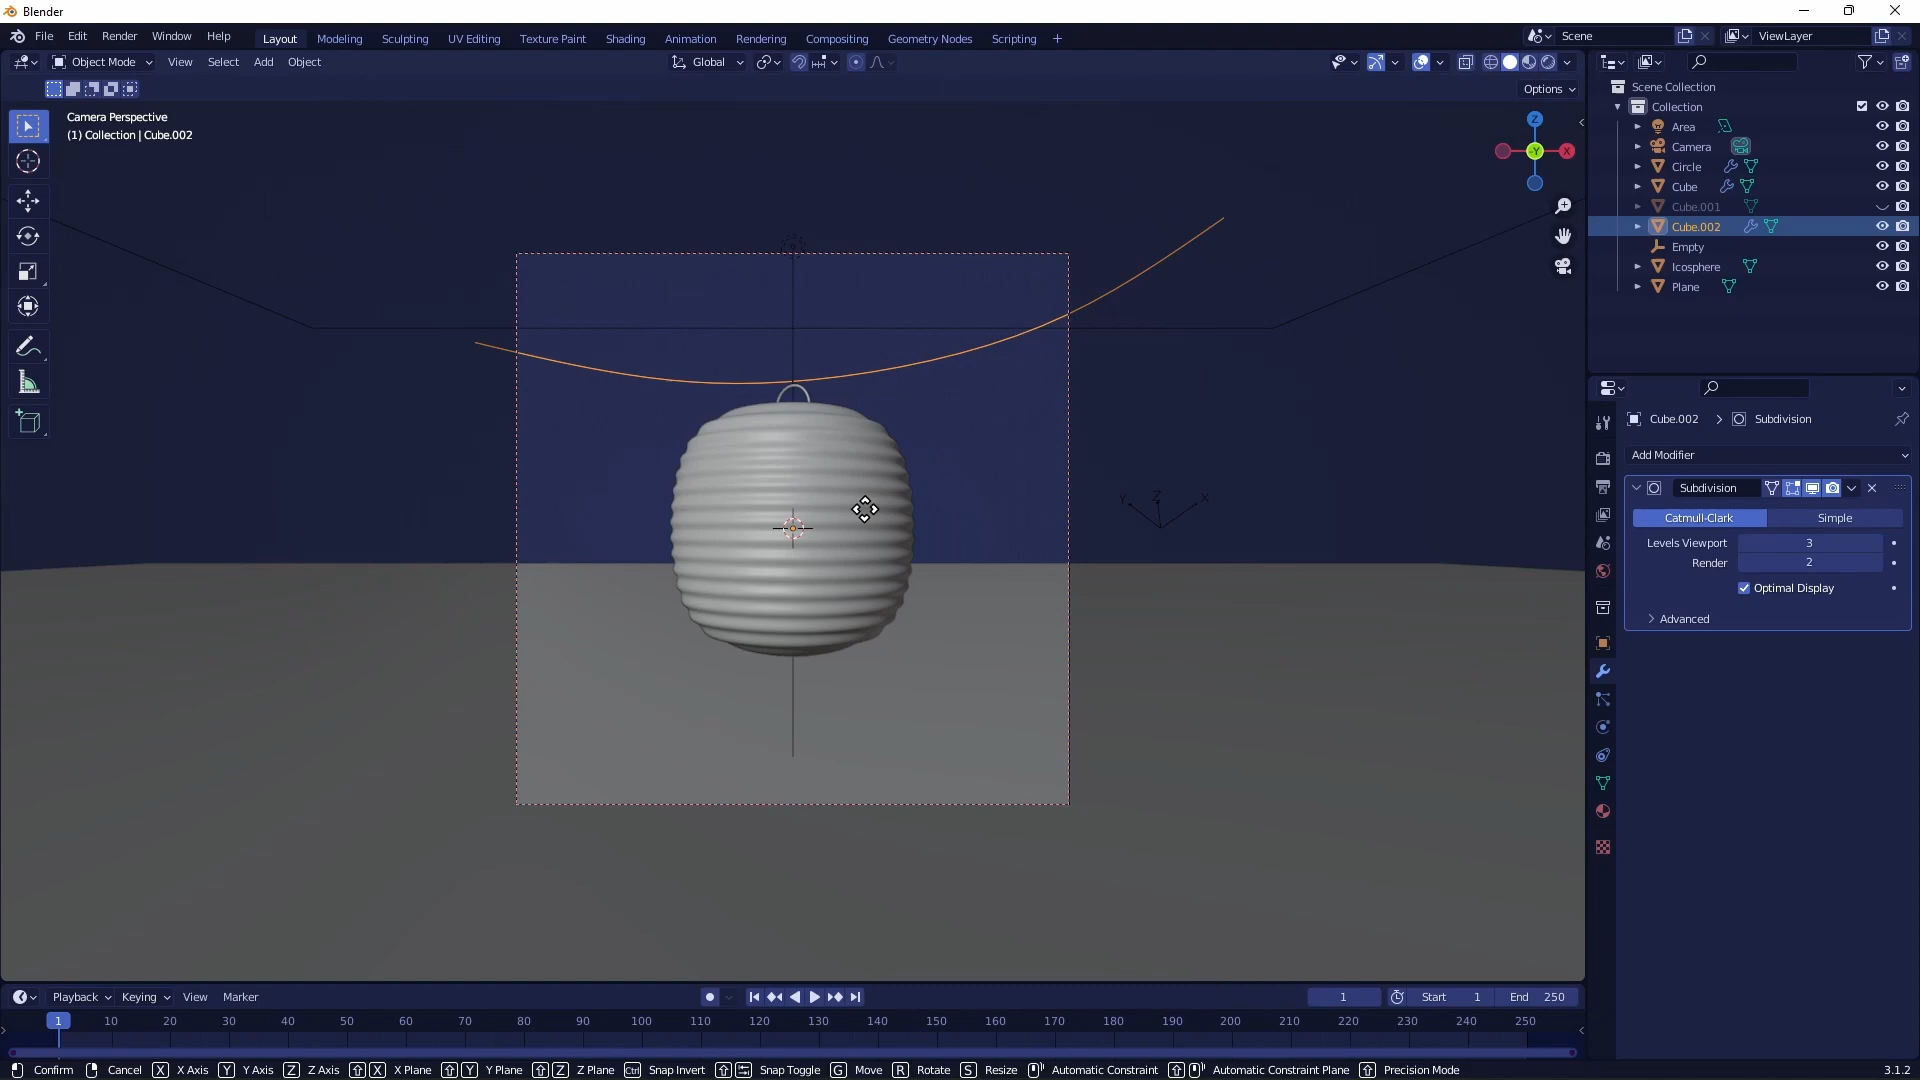 Blender
File Edit Render Window Help Layout Modeling Sculpting UV Editing Texture Paint Shading Animation Rendering Compositing Geometry Nodes Scripting + Scene ViewLayer
Object Mode View Select Add Object Global
Options
Camera Perspective
(1) Collection | Cube.002
Z
-Y X
Y Z X
Scene Collection
Collection
Area
Camera
Circle
Cube
Cube.001
Cube.002
Empty
Icosphere
Plane
Cube.002 > Subdivision
Add Modifier
Subdivision
Catmull-Clark Simple
Levels Viewport 3
Render 2
Optimal Display
Advanced
Playback Keying View Marker 1 Start 1 End 250
1 10 20 30 40 50 60 70 80 90 100 110 120 130 140 150 160 170 180 190 200 210 220 230 240 250
Confirm Cancel X X Axis Y Y Axis Z Z Axis X X Plane Y Y Plane Z Z Plane Ctrl Snap Invert Snap Toggle G Move R Rotate S Resize Automatic Constraint Automatic Constraint Plane Precision Mode 3.1.2